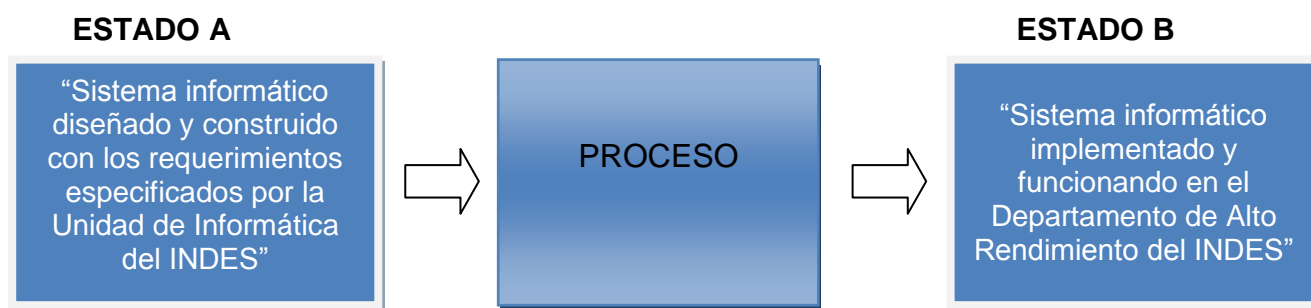 ESTADO A
“Sistema informático
diseñado y construido
con los requerimientos
especificados por la
Unidad de Informática
del INDES”
PROCESO
ESTADO B
“Sistema informático
implementado y
funcionando en el
Departamento de Alto
Rendimiento del INDES”